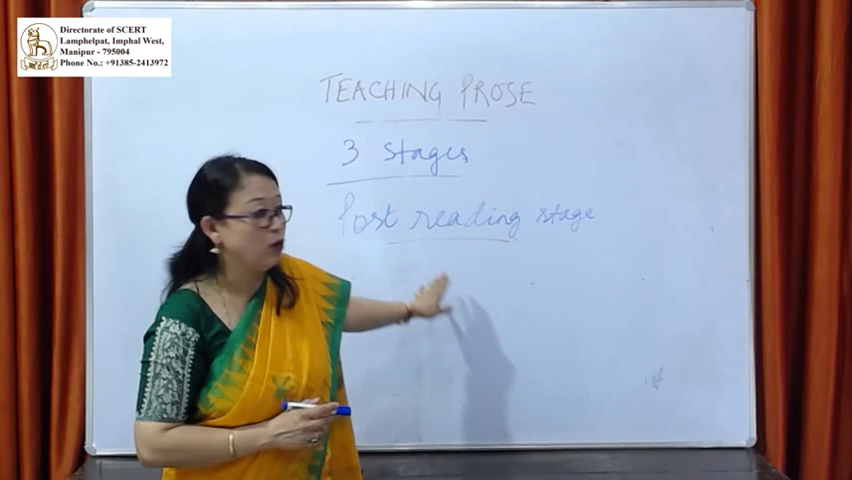 Directorate of SCERT
Lamphelpat, Imphal West,
Manipur - 795004
Phone No.: +91385-2413972
TEACHING PROSE
3 stages
Post reading stage